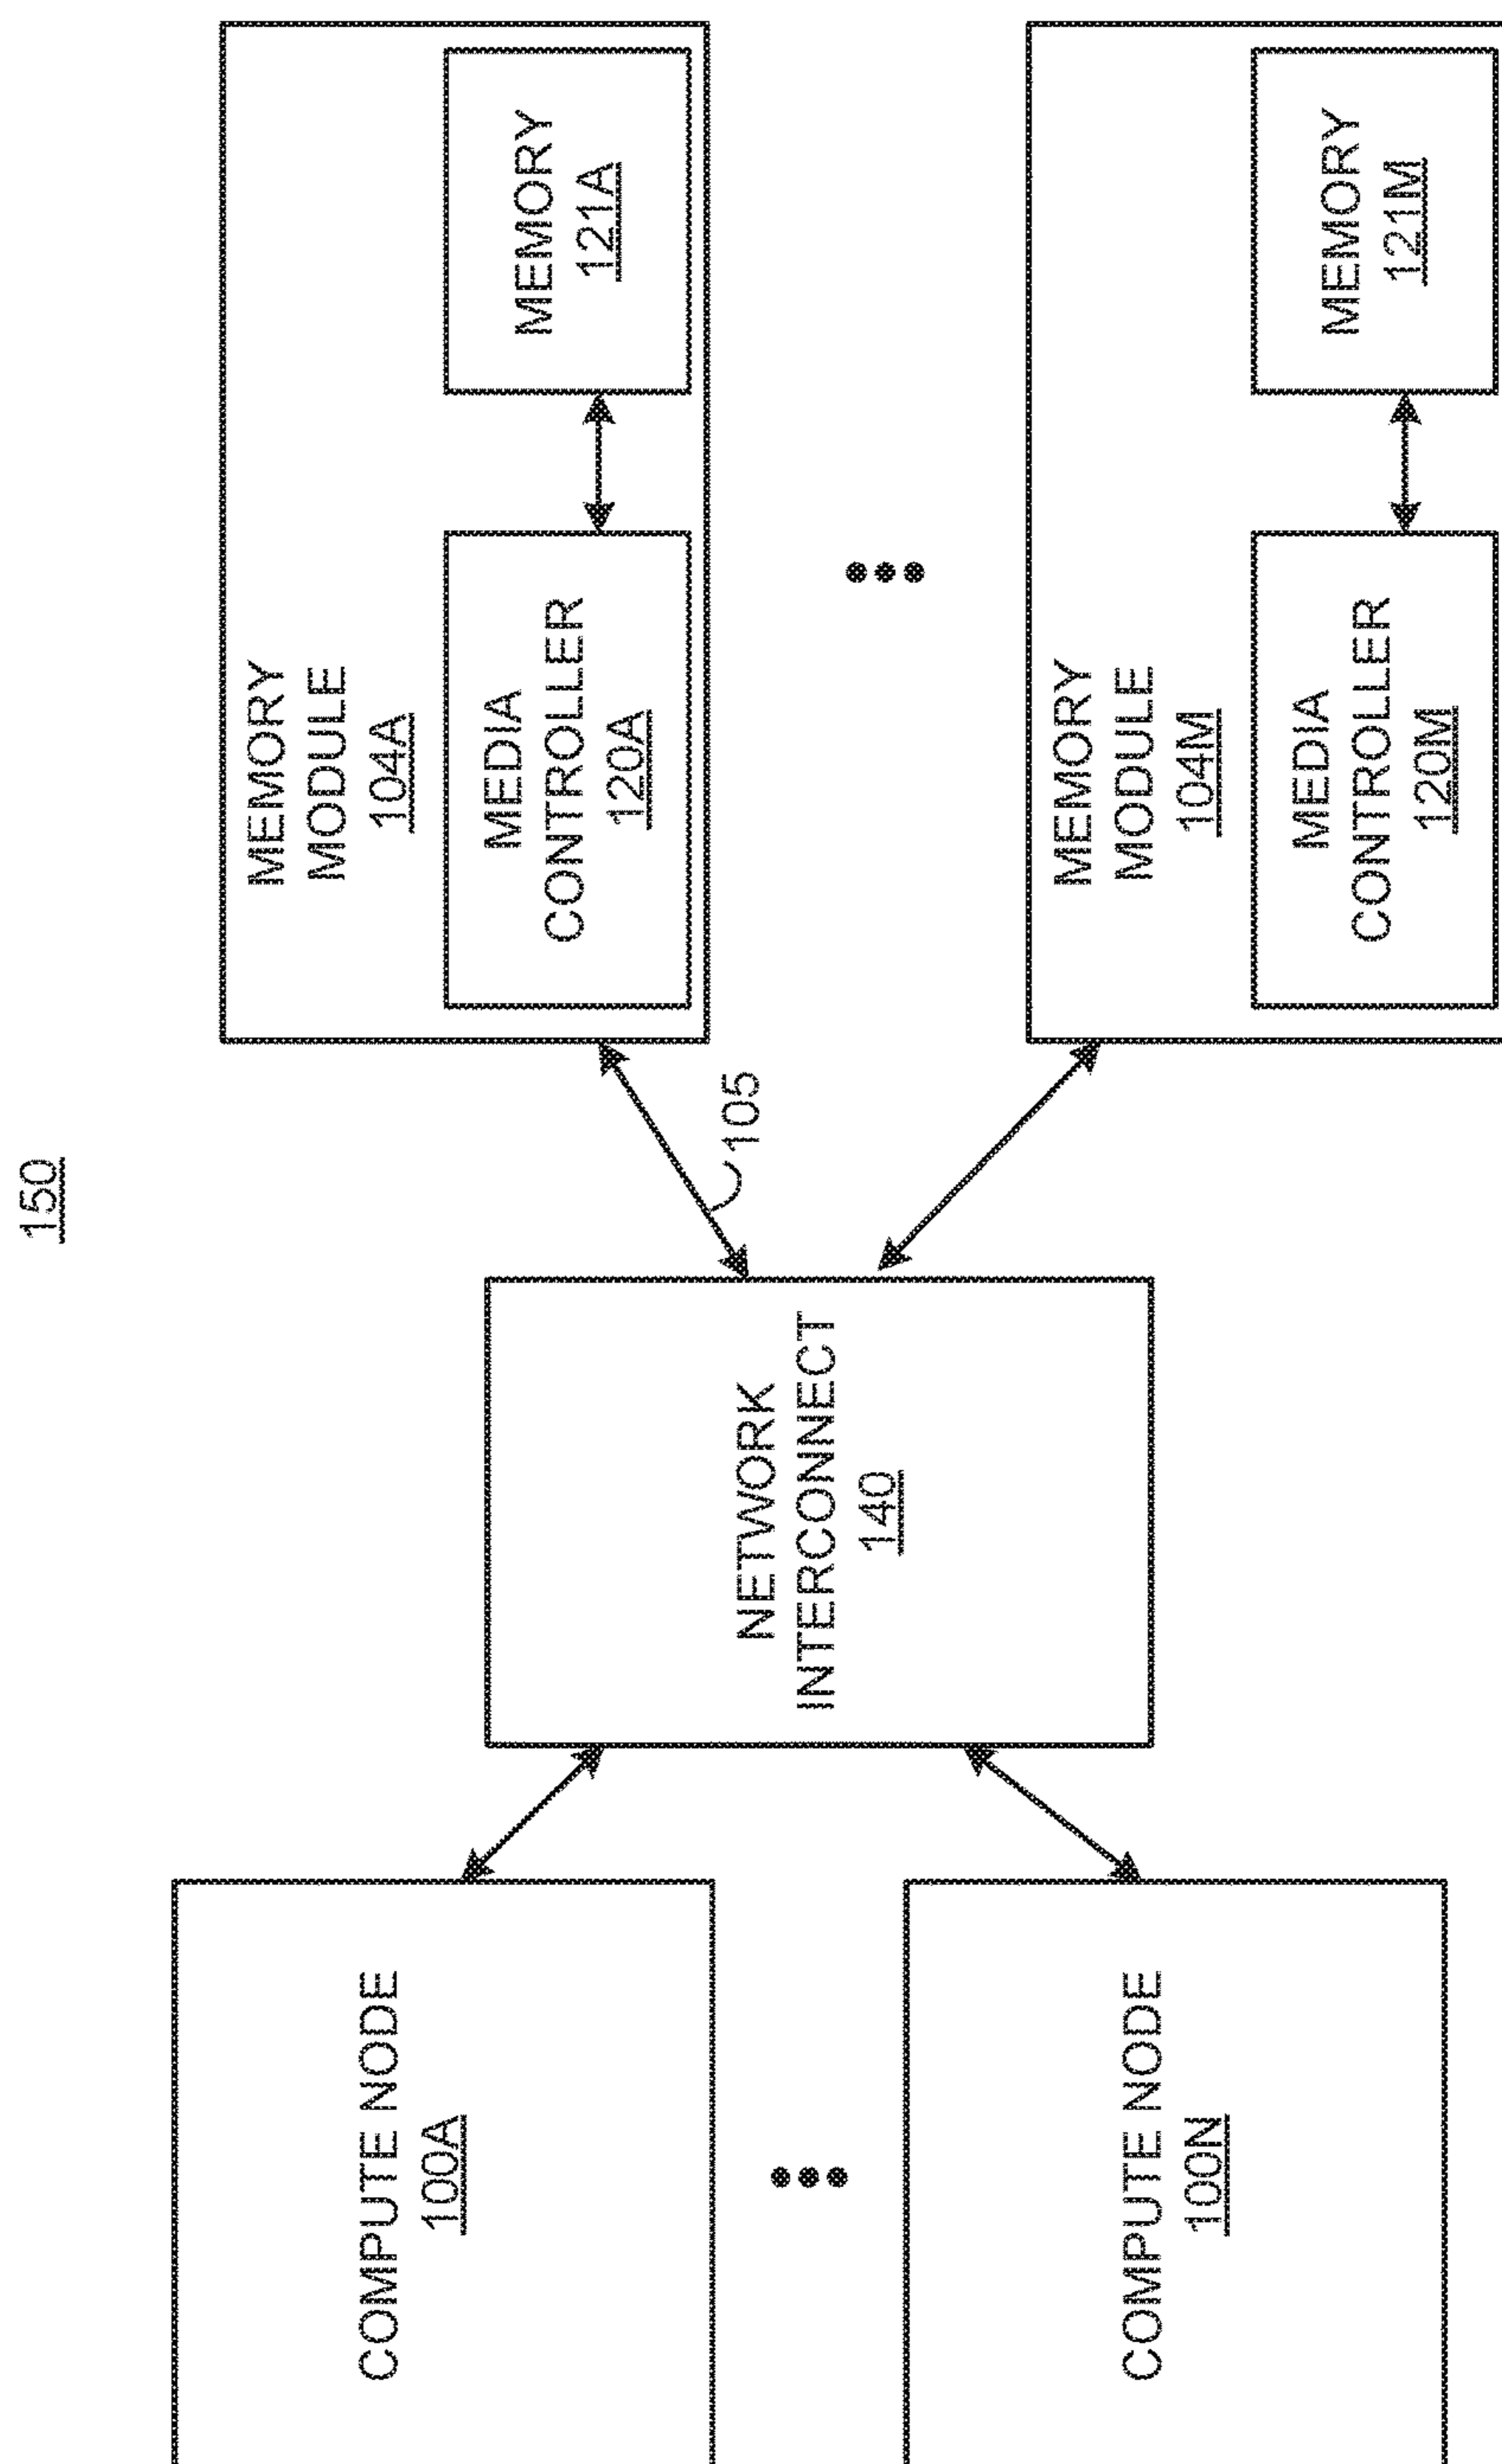 150
COMPUTE NODE
100A
COMPUTE NODE
100N
NETWORK
INTERCONNECT
140
105
MEMORY
MODULE
104A
MEDIA
CONTROLLER
120A
MEMORY
121A
MEMORY
MODULE
104M
MEDIA
CONTROLLER
120M
MEMORY
121M